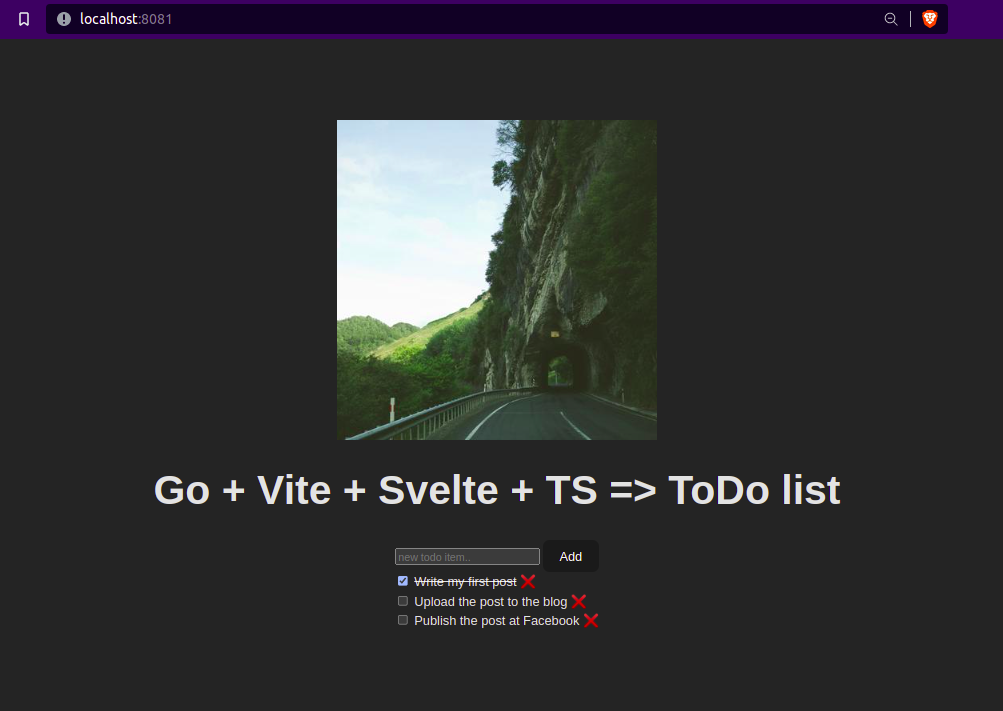 localhost:8081
Go + Vite + Svelte + TS => ToDo list
new todo item.. Add
Write my first post
Upload the post to the blog
Publish the post at Facebook